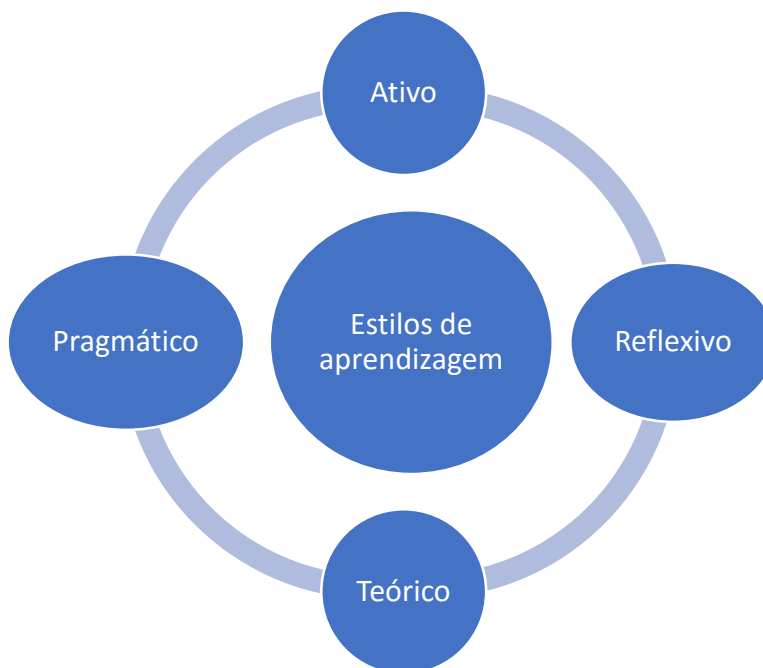 Ativo
Pragmático
Estilos de
aprendizagem
Reflexivo
Teórico